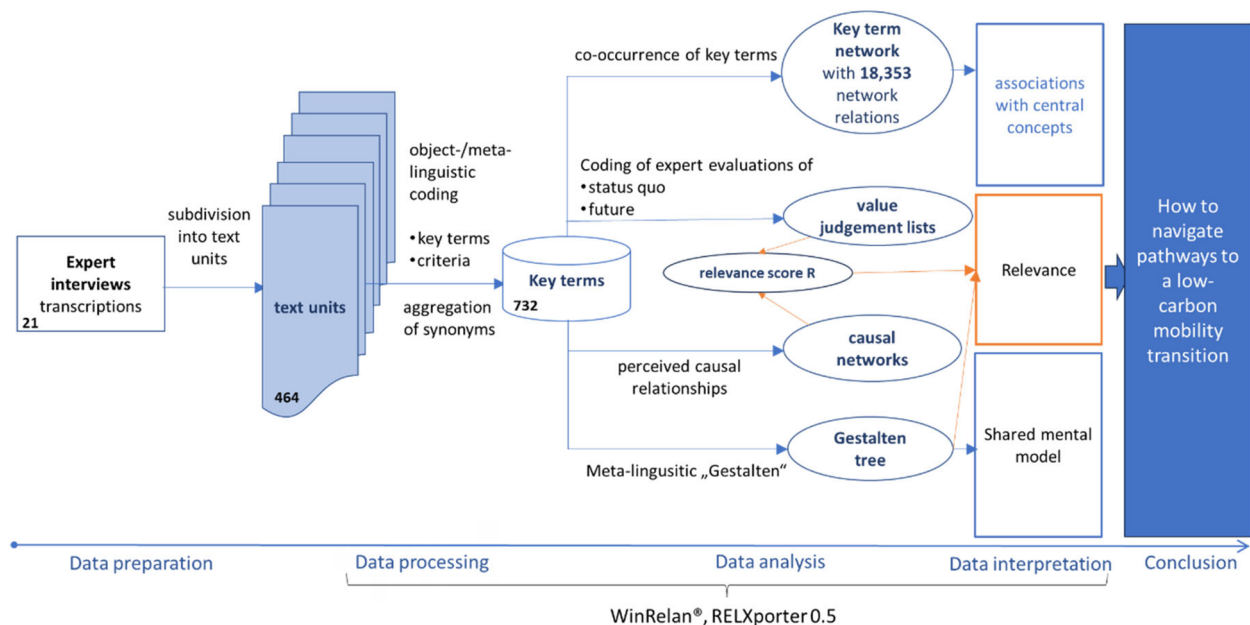 Expert
interviews
transcriptions
21
subdivision
into text
units
text units
464
object-/meta-
linguistic
coding
•key terms
•criteria
aggregation
of synonyms
Key terms
732
co-occurrence of key terms
Key term
network
with 18,353
network
relations
associations
with central
concepts
Coding of expert evaluations of
•status quo
•future
value
judgement lists
relevance score R
Relevance
perceived causal
relationships
causal
networks
Meta-lingusitic „Gestalten“
Gestalten
tree
Shared mental
model
How to
navigate
pathways to
a low-
carbon
mobility
transition
Data preparation
Data processing
Data analysis
Data interpretation
Conclusion
WinRelan®, RELXporter 0.5